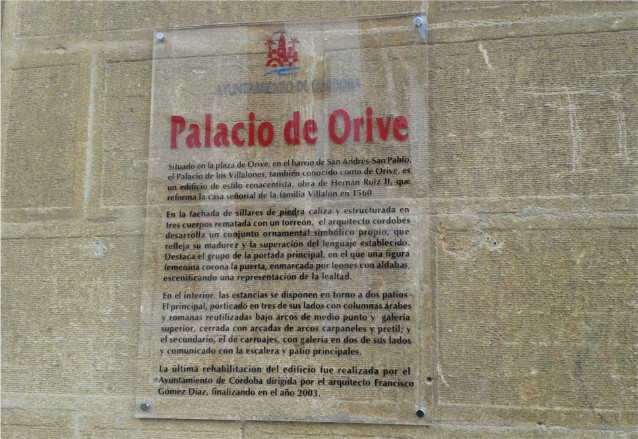 AYUNTAMIENTO DE CÓRDOBA
Palacio de Orive
Situado en la plaza de Orive, en el barrio de San Andrés-San Pablo,
el Palacio de los Villalones, también conocido como de Orive, es
un edificio de estilo renacentista, obra de Hernán Ruiz II, que
reforma la casa señorial de la familia Villalón en 1560.
En la fachada de sillares de piedra caliza y estructurada en
tres cuerpos rematada con un torreón, el arquitecto cordobés
desarrolla un conjunto ornamental simbólico propio, que
refleja su madurez y la superación del lenguaje establecido.
Destaca el grupo de la portada principal, en el que una figura
femenina corona la puerta, enmarcada por leones con aldabas,
escenificando una representación de la lealtad.
En el interior, las estancias se disponen en torno a dos patios.
El principal, porticado en tres de sus lados con columnas árabes
y romanas reutilizadas bajo arcos de medio punto y galería
superior, cerrada con arcadas de arcos carpaneles y pretil; y
el secundario, el de carruajes, con galería en dos de sus lados
y comunicado con la escalera y patio principales.
La última rehabilitación del edificio fue realizada por el
Ayuntamiento de Córdoba dirigida por el arquitecto Francisco
Gómez Díaz, finalizando en el año 2003.